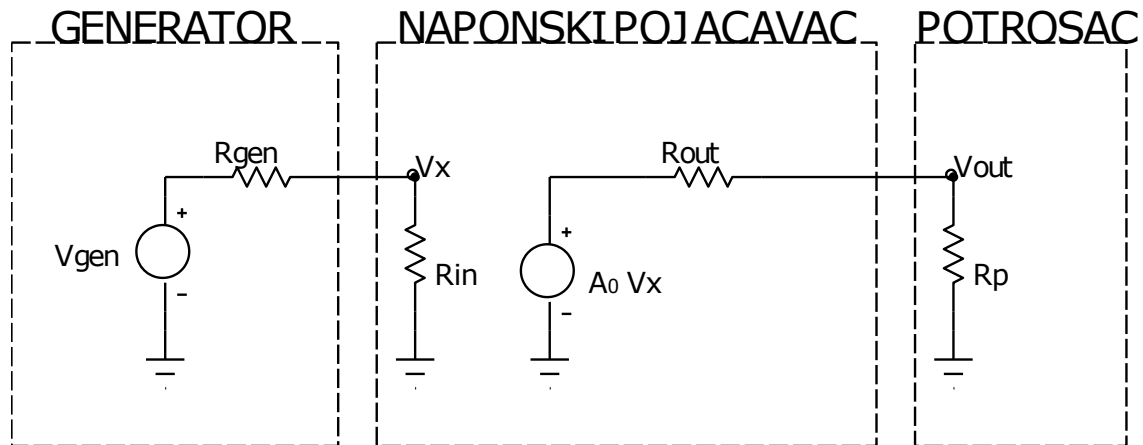 GENERATOR
NAPONSKI POJACAVAC
POTROSAC
Rgen
Vx
Rout
Vout
+
+
Vgen
Rin
A0 Vx
Rp
−
−